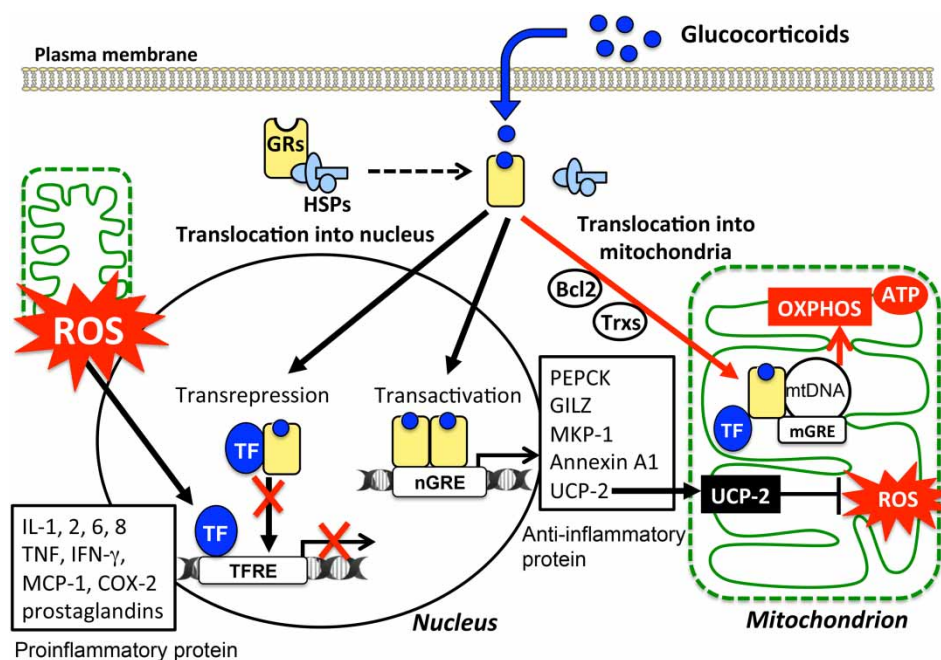 Plasma membrane
Glucocorticoids
GRs
HSPs
Translocation into nucleus
Translocation into
mitochondria
Bcl2
Trxs
ROS
OXPHOS
ATP
mtDNA
TF
mGRE
Transrepression
Transactivation
TF
nGRE
PEPCK
GILZ
MKP-1
Annexin A1
UCP-2
UCP-2
ROS
Anti-inflammatory
protein
TF
TFRE
IL-1, 2, 6, 8
TNF, IFN-γ,
MCP-1, COX-2
prostaglandins
Proinflammatory protein
Nucleus
Mitochondrion